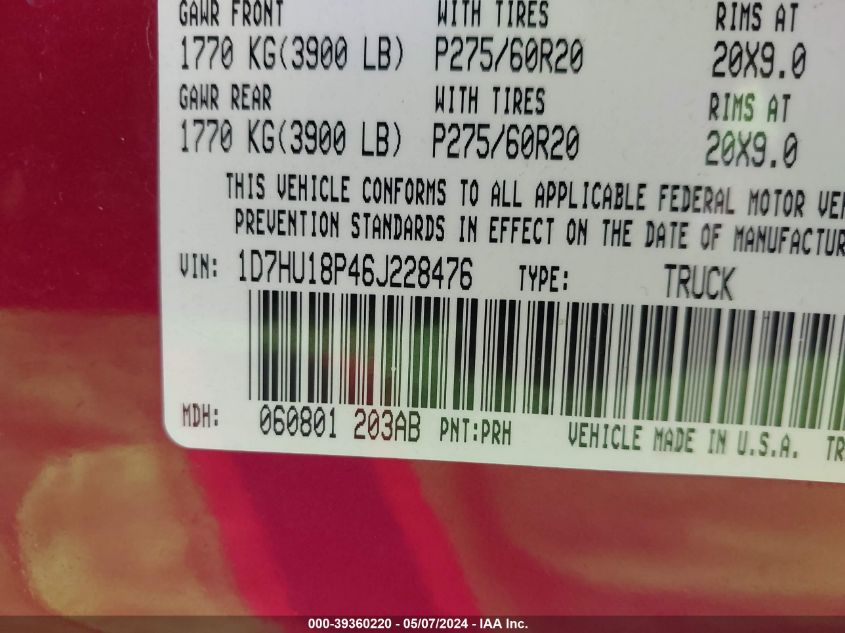 GAWR FRONT WITH TIRES RIMS AT
1770 KG(3900 LB) P275/60R20 20X9.0
GAWR REAR WITH TIRES RIMS AT
1770 KG(3900 LB) P275/60R20 20X9.0
THIS VEHICLE CONFORMS TO ALL APPLICABLE FEDERAL MOTOR VEH
PREVENTION STANDARDS IN EFFECT ON THE DATE OF MANUFACTUR
VIN: 1D7HU18P46J228476 TYPE: TRUCK
MDH: 060801 203AB PNT:PRH VEHICLE MADE IN U.S.A. TR
000-39360220 - 05/07/2024 - IAA Inc.